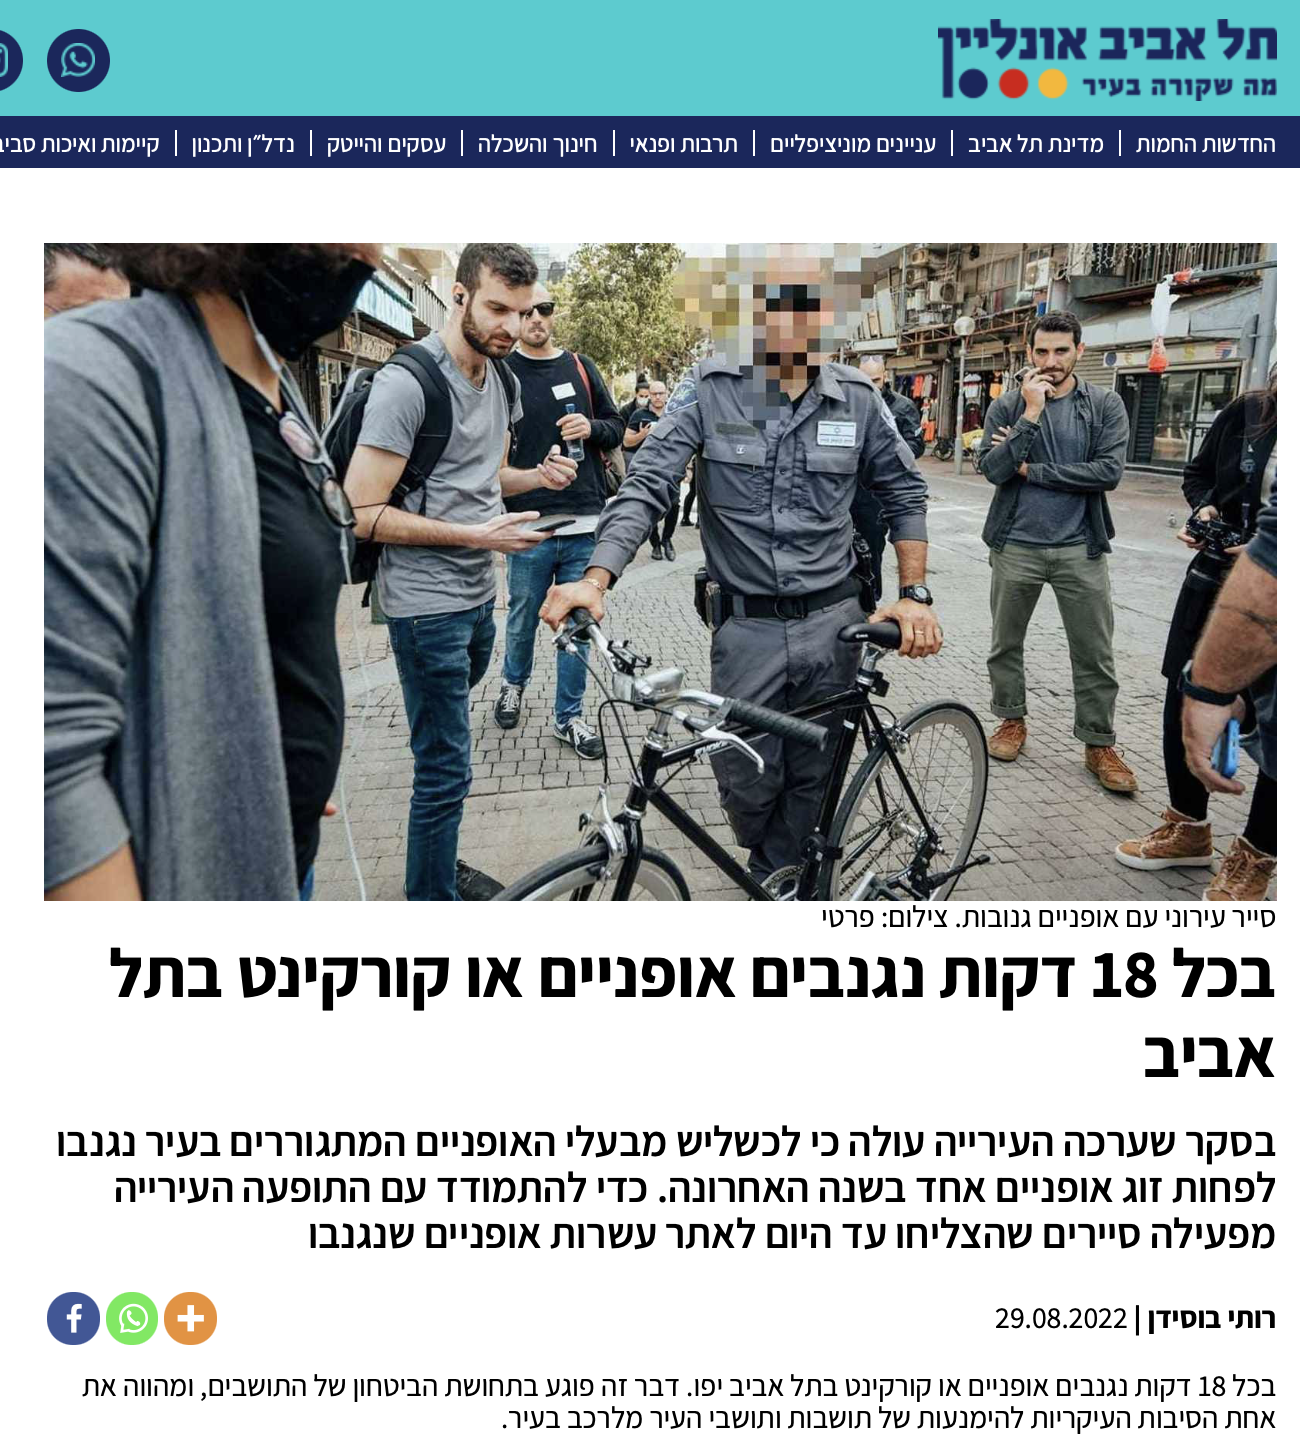 תל אביב אונליין
מה שקורה בעיר
החדשות החמות | מדינת תל אביב | עניינים מוניציפליים | תרבות ופנאי | חינוך והשכלה | עסקים והייטק | נדל״ן ותכנון | קיימות ואיכות סביב
EVOKE
סייר עירוני עם אופניים גנובות. צילום: פרטי
בכל 18 דקות נגנבים אופניים או קורקינט בתל
אביב
בסקר שערכה העירייה עולה כי לכשליש מבעלי האופניים המתגוררים בעיר נגנבו
לפחות זוג אופניים אחד בשנה האחרונה. כדי להתמודד עם התופעה העירייה
מפעילה סיירים שהצליחו עד היום לאתר עשרות אופניים שנגנבו
רותי בוסידן | 29.08.2022
בכל 18 דקות נגנבים אופניים או קורקינט בתל אביב יפו. דבר זה פוגע בתחושת הביטחון של התושבים, ומהווה את
אחת הסיבות העיקריות להימנעות של תושבות ותושבי העיר מלרכב בעיר.